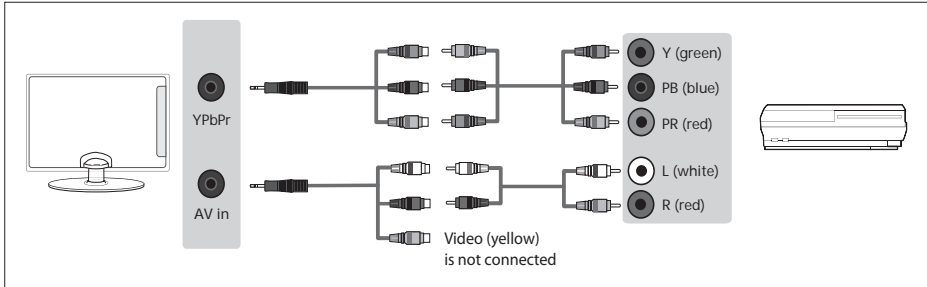 YPbPr
AV in
Y (green)
PB (blue)
PR (red)
L (white)
R (red)
Video (yellow)
is not connected